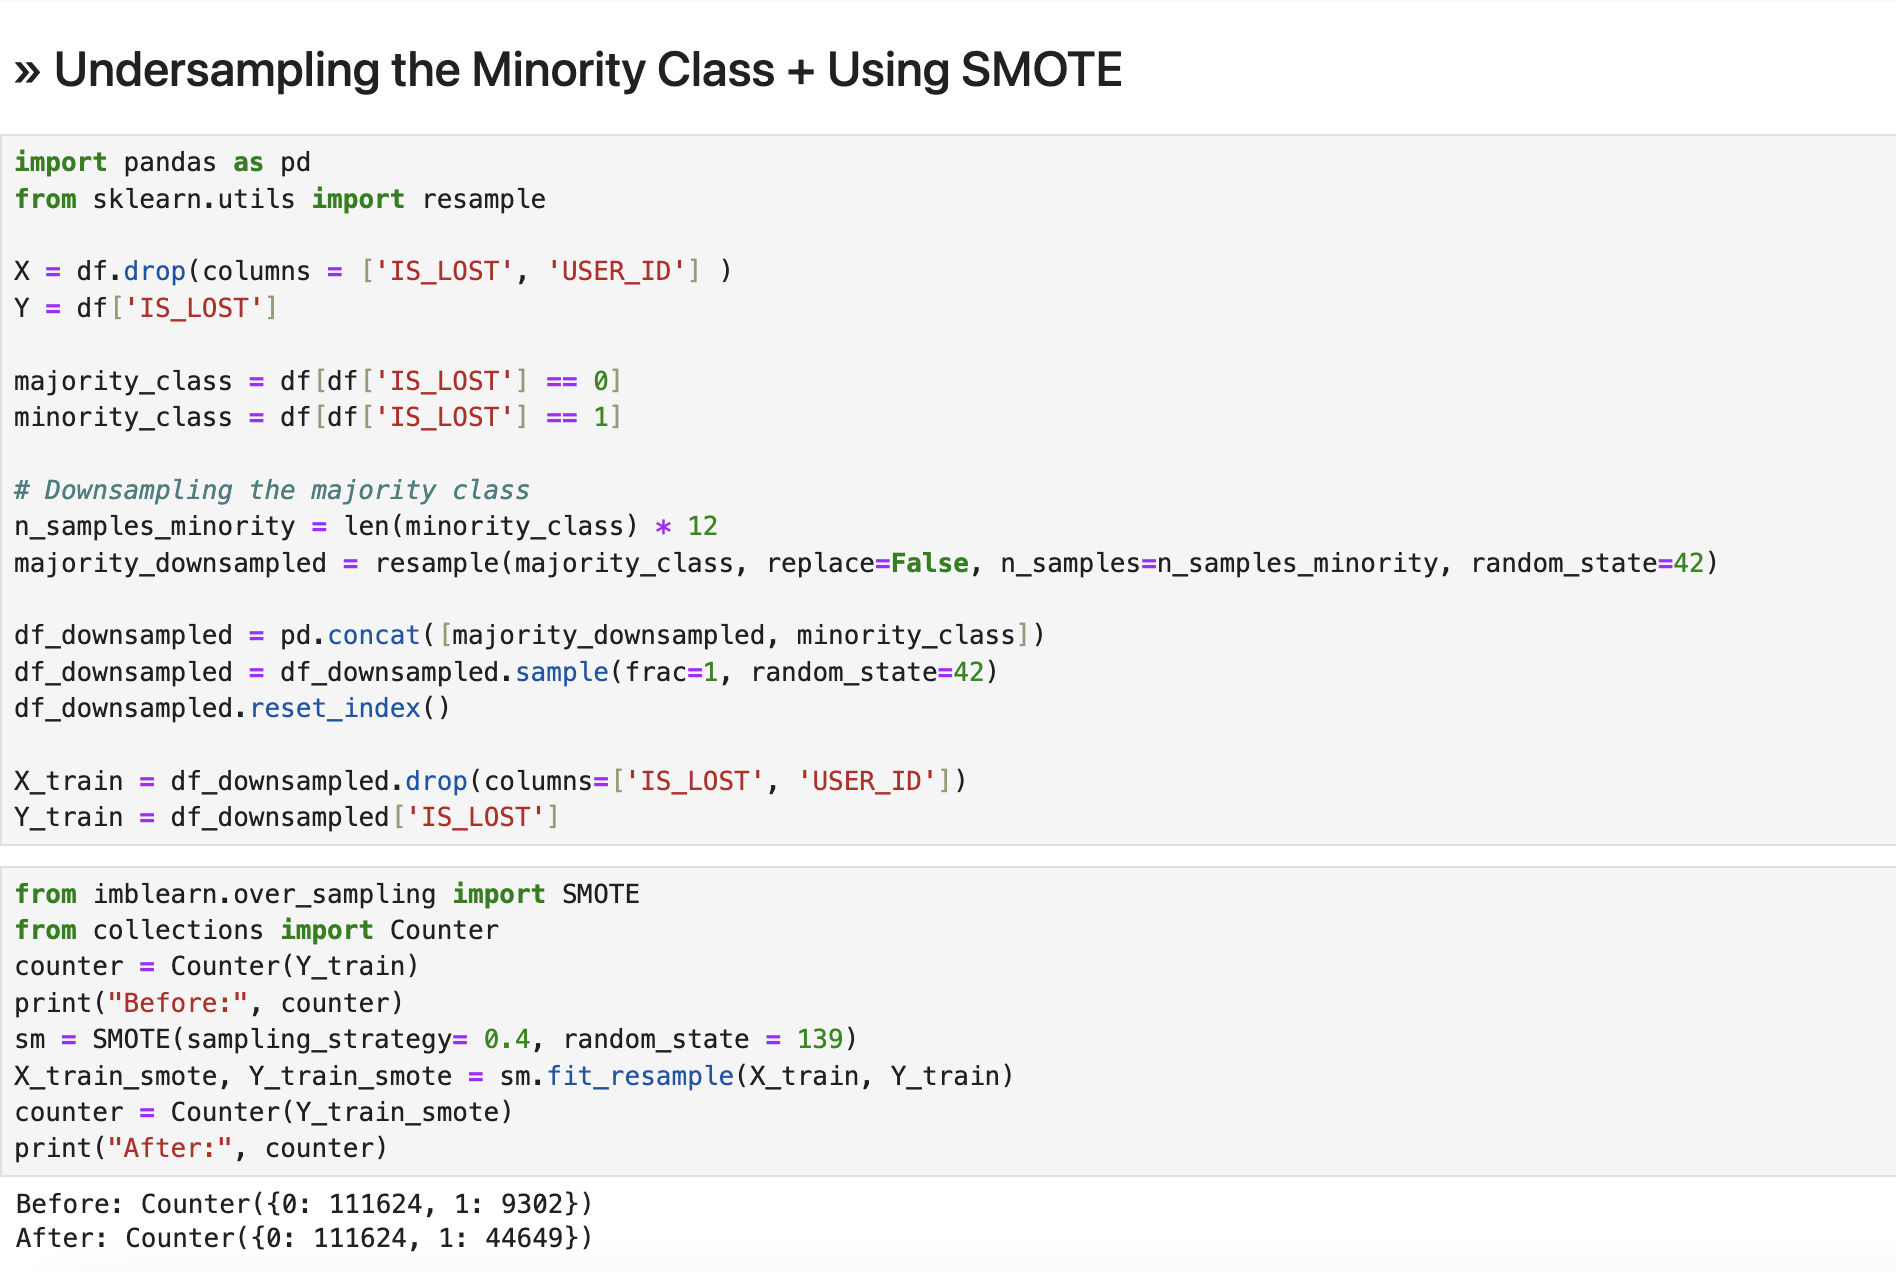 » Undersampling the Minority Class + Using SMOTE
import pandas as pd
from sklearn.utils import resample
X = df.drop(columns = ['IS_LOST', 'USER_ID'] )
Y = df['IS_LOST']
majority_class = df[df['IS_LOST'] == 0]
minority_class = df[df['IS_LOST'] == 1]
# Downsampling the majority class
n_samples_minority = len(minority_class) * 12
majority_downsampled = resample(majority_class, replace=False, n_samples=n_samples_minority, random_state=42)
df_downsampled = pd.concat([majority_downsampled, minority_class])
df_downsampled = df_downsampled.sample(frac=1, random_state=42)
df_downsampled.reset_index()
X_train = df_downsampled.drop(columns=['IS_LOST', 'USER_ID'])
Y_train = df_downsampled['IS_LOST']
from imblearn.over_sampling import SMOTE
from collections import Counter
counter = Counter(Y_train)
print("Before:", counter)
sm = SMOTE(sampling_strategy= 0.4, random_state = 139)
X_train_smote, Y_train_smote = sm.fit_resample(X_train, Y_train)
counter = Counter(Y_train_smote)
print("After:", counter)
Before: Counter({0: 111624, 1: 9302})
After: Counter({0: 111624, 1: 44649})